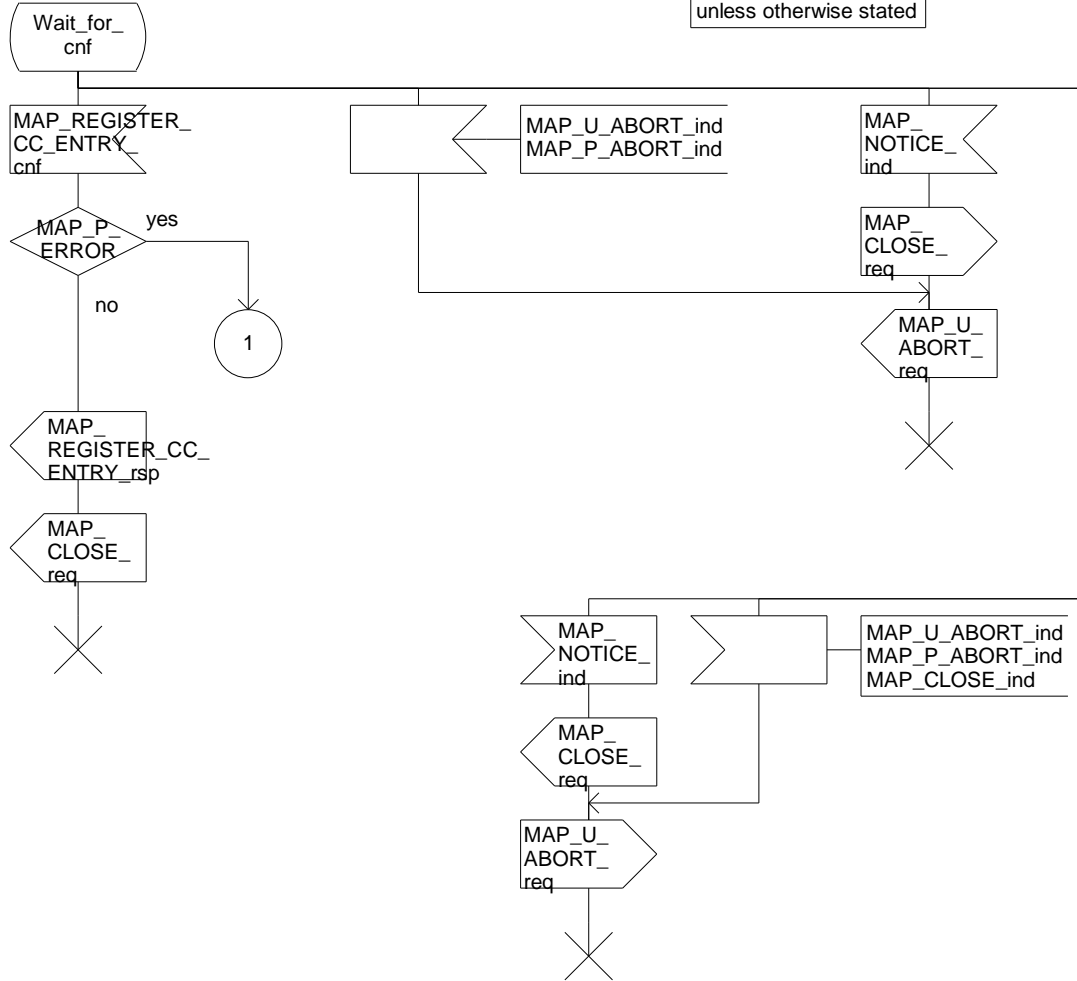 unless otherwise stated
Wait_for_
cnf
MAP_REGISTER_
CC_ENTRY_
cnf
MAP_U_ABORT_ind
MAP_P_ABORT_ind
MAP_
NOTICE_
ind
MAP_P_
ERROR
yes
MAP_
CLOSE_
req
no
1
MAP_U_
ABORT_
req
MAP_
REGISTER_CC_
ENTRY_rsp
MAP_
CLOSE_
req
MAP_
NOTICE_
ind
MAP_U_ABORT_ind
MAP_P_ABORT_ind
MAP_CLOSE_ind
MAP_
CLOSE_
req
MAP_U_
ABORT_
req